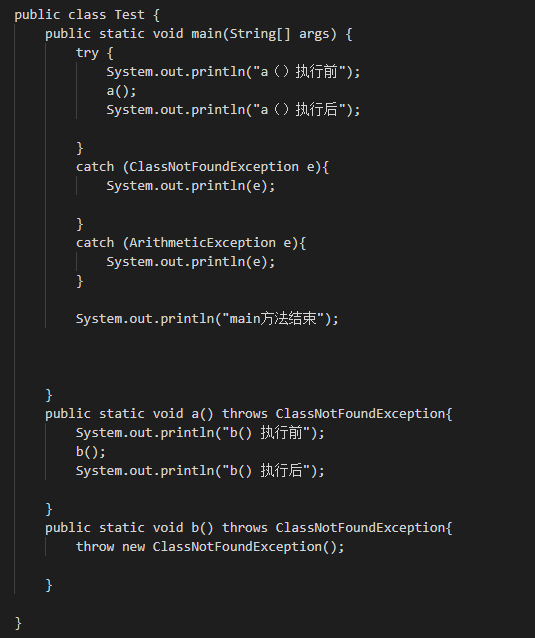 public class Test {
    public static void main(String[] args) {
        try {
            System.out.println("a（）执行前");
            a();
            System.out.println("a（）执行后");
        }
        catch (ClassNotFoundException e){
            System.out.println(e);
        }
        catch (ArithmeticException e){
            System.out.println(e);
        }
        System.out.println("main方法结束");
    }
    public static void a() throws ClassNotFoundException{
        System.out.println("b() 执行前");
        b();
        System.out.println("b() 执行后");
    }
    public static void b() throws ClassNotFoundException{
        throw new ClassNotFoundException();
    }
}